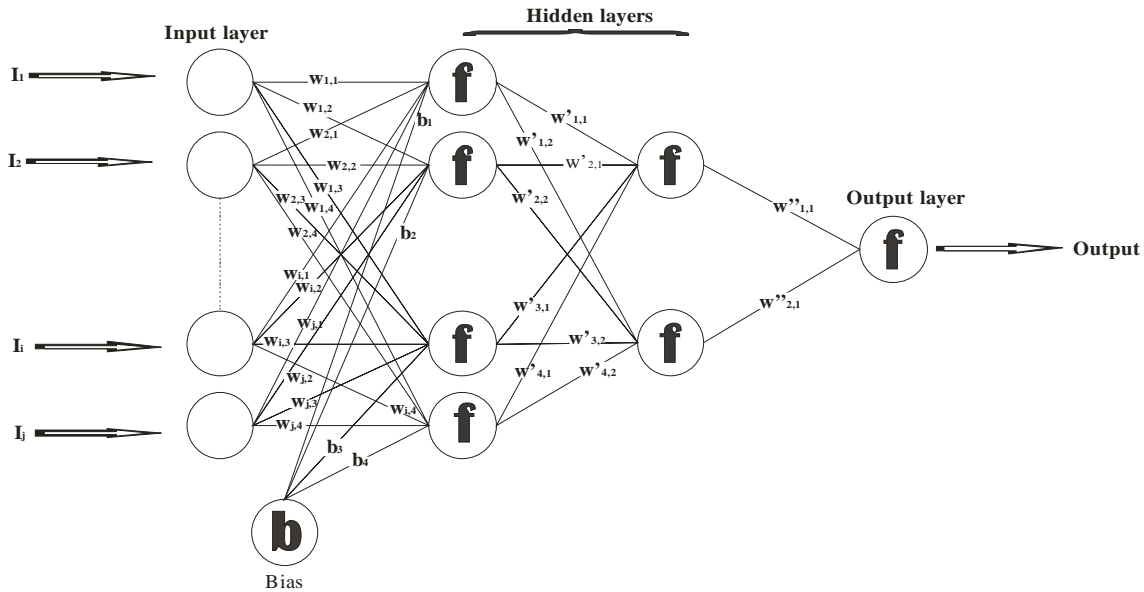 Hidden layers
Input layer
I1
w1,1
f
w1,2
b1
w'1,1
w2,1
w'1,2
I2
w2,2
f
w'2,1
f
w1,3
w2,3
w1,4
w'2,2
w''1,1
Output layer
w2,4
b2
f
Output
wi,1
wi,2
w'3,1
w''2,1
wj,1
Ii
wi,3
f
w'3,2
f
wj,2
w'4,1
w'4,2
wj,3
wj,4
Ij
wj,4
f
b3
b4
b
Bias